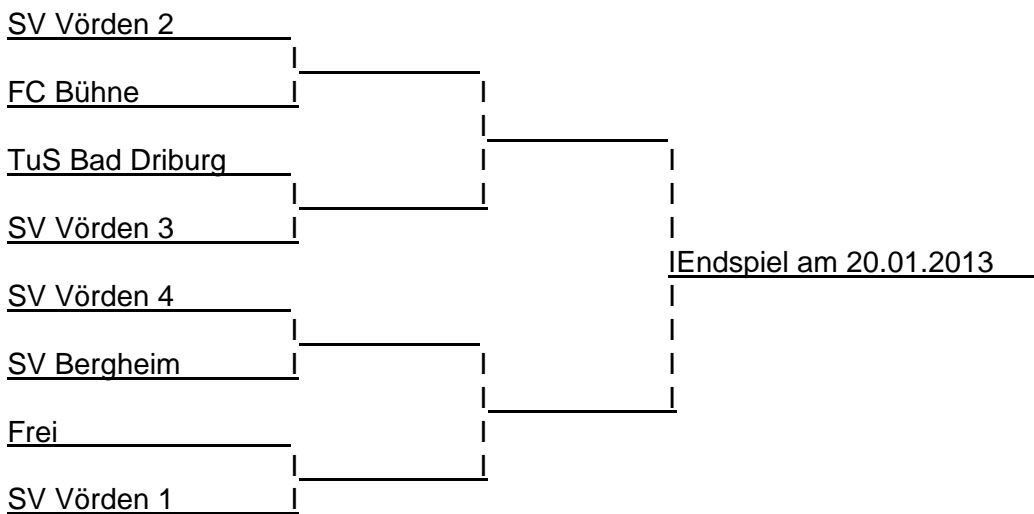 SV Vörden 2
FC Bühne
TuS Bad Driburg
SV Vörden 3
Endspiel am 20.01.2013
SV Vörden 4
SV Bergheim
Frei
SV Vörden 1